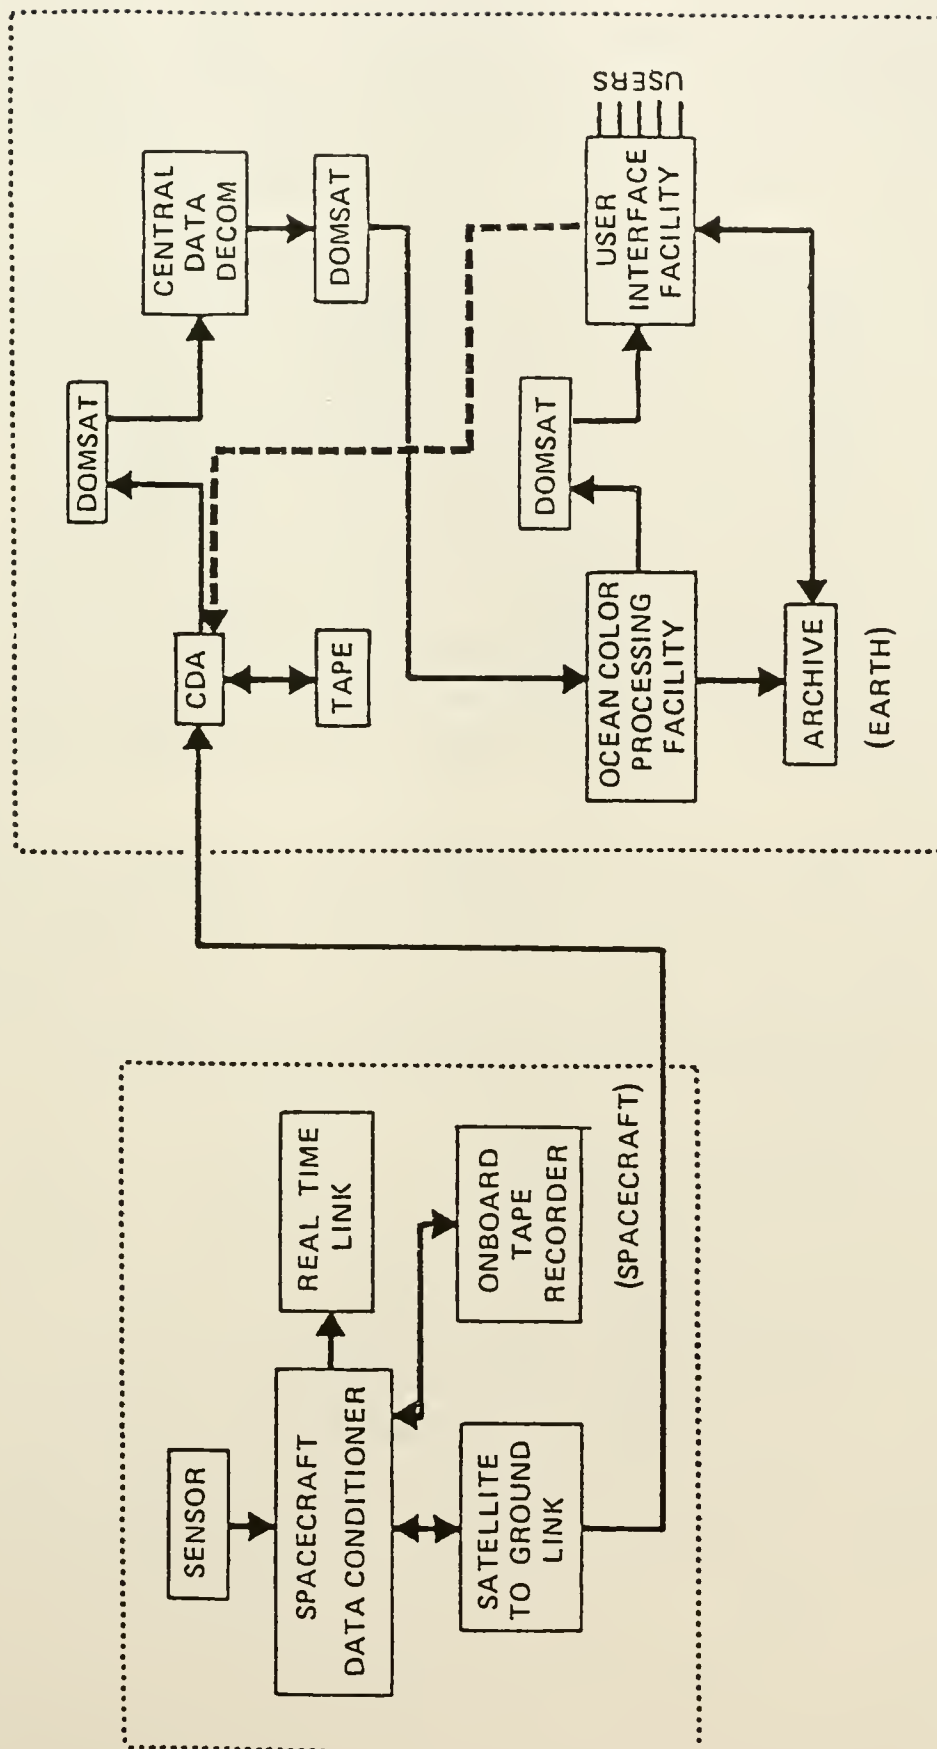 SENSOR
SPACECRAFT
DATA CONDITIONER
REAL TIME
LINK
SATELLITE
TO GROUND
LINK
ONBOARD
TAPE
RECORDER
(SPACECRAFT)
CDA
TAPE
DOMSAT
CENTRAL
DATA
DECOM
DOMSAT
OCEAN COLOR
PROCESSING
FACILITY
DOMSAT
USER
INTERFACE
FACILITY
USERS
ARCHIVE
(EARTH)